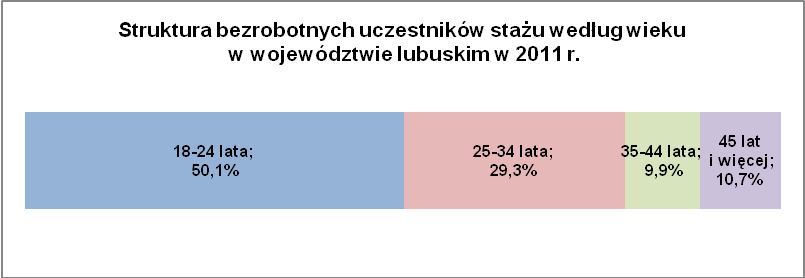 Struktura bezrobotnych uczestników stażu według wieku
w województwie lubuskim w 2011 r.
18-24 lata;
50,1%
25-34 lata;
29,3%
35-44 lata;
9,9%
45 lat
i więcej;
10,7%